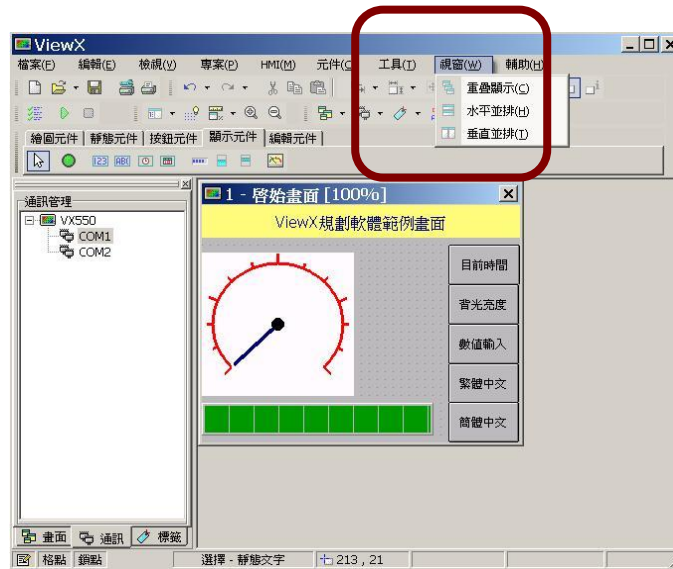 ViewX
檔案(F) 編輯(E) 檢視(V) 專案(P) HMI(M) 元件(C 工具(T) 視窗(W) 輔助(H)
重疊顯示(C)
水平並排(H)
垂直並排(T)
繪圖元件 靜態元件 按鈕元件 顯示元件 編輯元件
123 ABC
通訊管理
VX550
COM1
COM2
1 - 啓始畫面 [100%]
ViewX規劃軟體範例畫面
目前時間
背光亮度
數值輸入
繁體中文
簡體中文
畫面 通訊 標籤
格點 鎖點 選擇 - 靜態文字 213 , 21